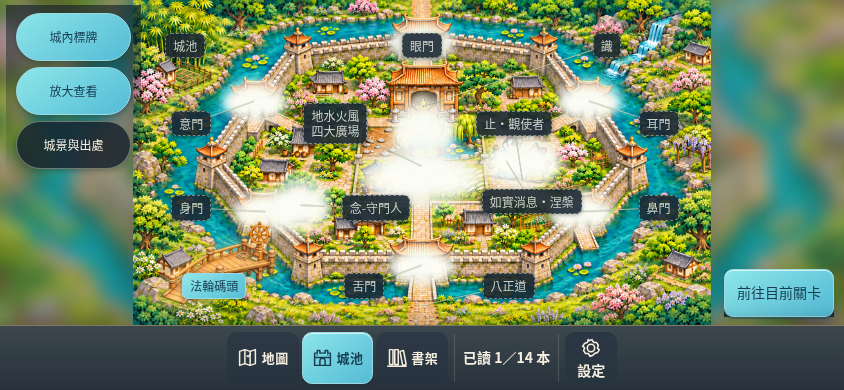 城內標牌
放大查看
城景與出處
城池
眼門
識
意門
地水火風
四大廣場
止・觀使者
耳門
身門
念-守門人
如實消息・涅槃
鼻門
法輪碼頭
舌門
八正道
前往目前關卡
地圖
城池
書架
已讀 1／14 本
設定